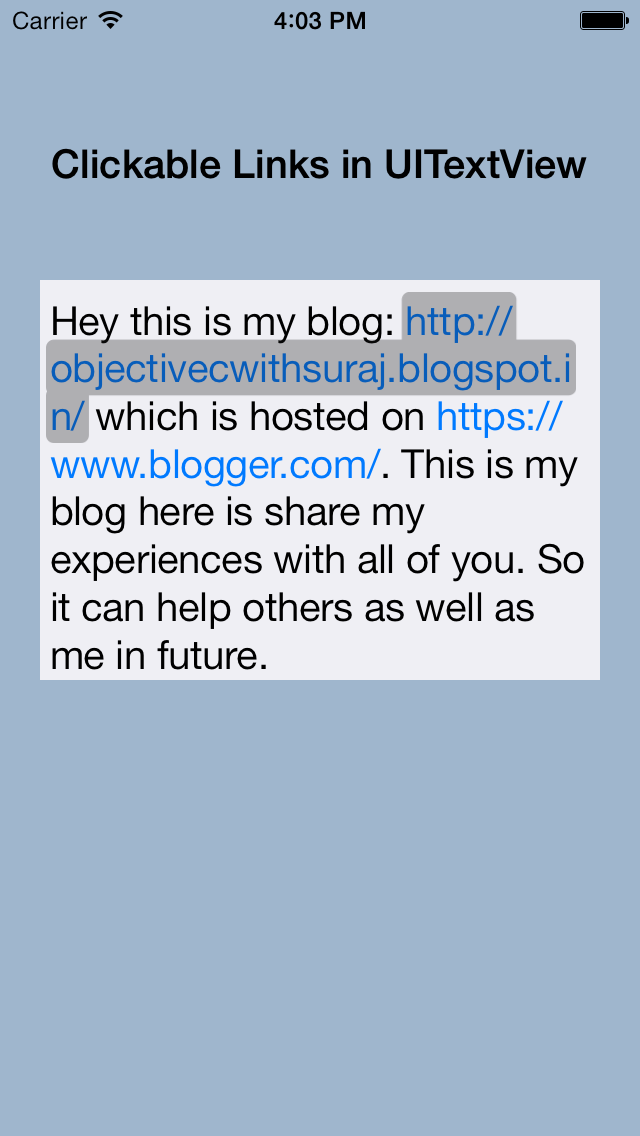 Carrier 4:03 PM
Clickable Links in UITextView
Hey this is my blog: http://
objectivecwithsuraj.blogspot.i
n/ which is hosted on https://
www.blogger.com/. This is my
blog here is share my
experiences with all of you. So
it can help others as well as
me in future.